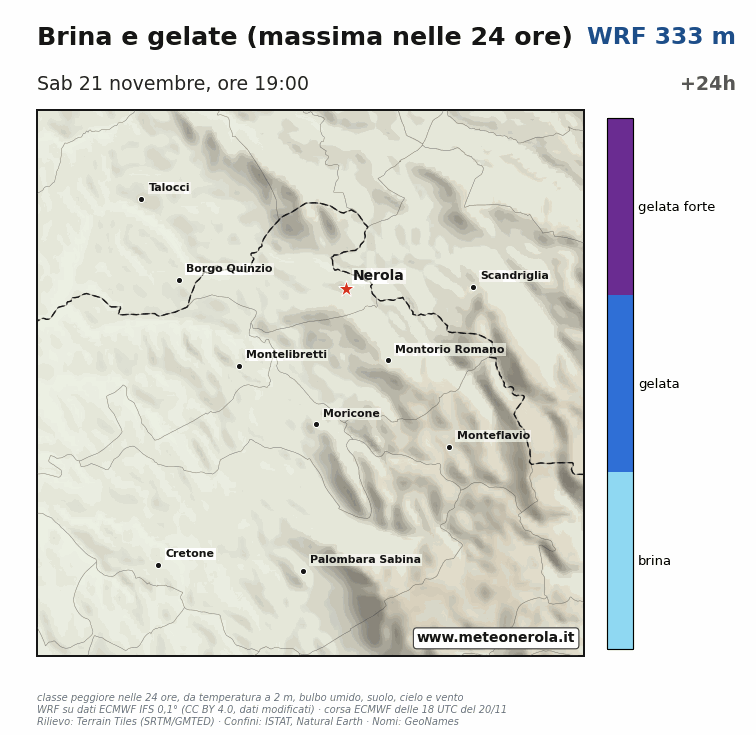 Brina e gelate (massima nelle 24 ore) WRF 333 m
Sab 21 novembre, ore 19:00 +24h
Talocci
Borgo Quinzio
Nerola
Scandriglia
Montelibretti
Montorio Romano
Moricone
Monteflavio
Cretone
Palombara Sabina
www.meteonerola.it
gelata forte
gelata
brina
classe peggiore nelle 24 ore, da temperatura a 2 m, bulbo umido, suolo, cielo e vento
WRF su dati ECMWF IFS 0,1° (CC BY 4.0, dati modificati) · corsa ECMWF delle 18 UTC del 20/11
Rilievo: Terrain Tiles (SRTM/GMTED) · Confini: ISTAT, Natural Earth · Nomi: GeoNames